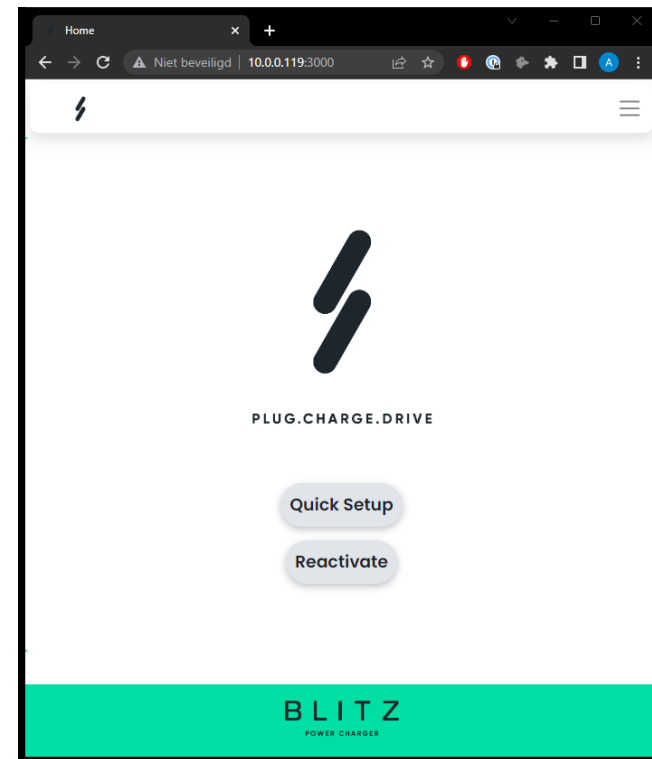 Home
Niet beveiligd | 10.0.0.119:3000
A
PLUG.CHARGE.DRIVE
Quick Setup
Reactivate
BLITZ
POWER CHARGER